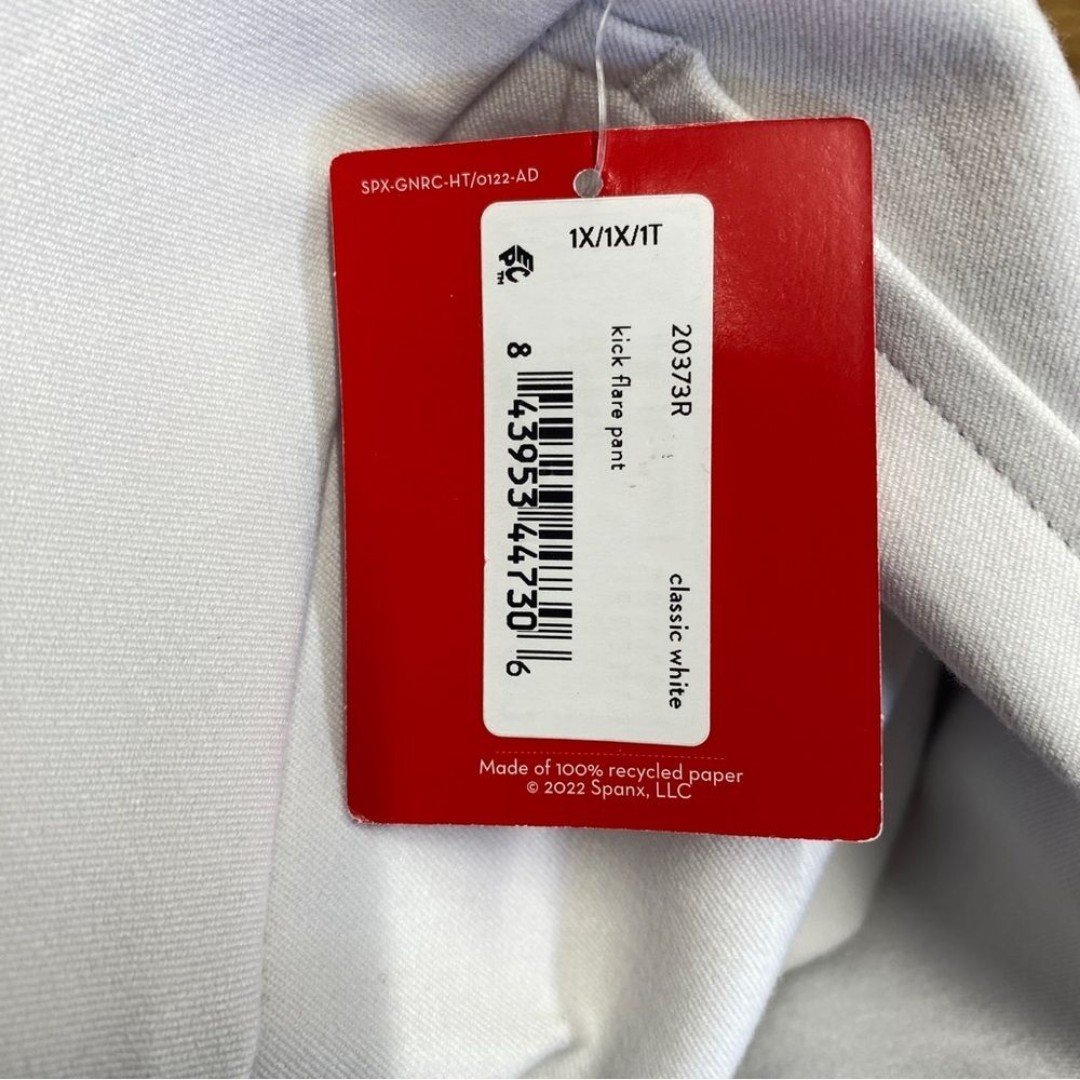 SPX-GNRC-HT/0122-AD
1X/1X/1T
ECP™
20373R
classic white
kick flare pant
8 43953 44730 6
Made of 100% recycled paper
© 2022 Spanx, LLC